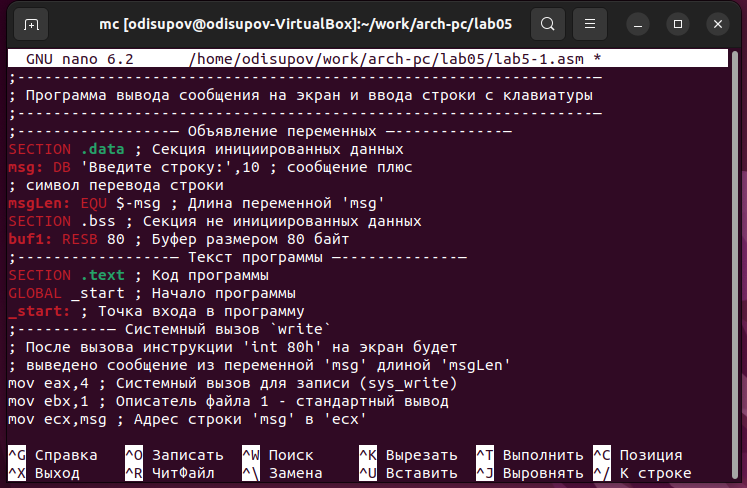 mc [odisupov@odisupov-VirtualBox]:~/work/arch-pc/lab05
GNU nano 6.2 /home/odisupov/work/arch-pc/lab05/lab5-1.asm *
;---------------------------------------------------------------—
; Программа вывода сообщения на экран и ввода строки с клавиатуры
;---------------------------------------------------------------—
;-----------------— Объявление переменных —------------—
SECTION .data ; Секция инициированных данных
msg: DB 'Введите строку:',10 ; сообщение плюс
; символ перевода строки
msgLen: EQU $-msg ; Длина переменной 'msg'
SECTION .bss ; Секция не инициированных данных
buf1: RESB 80 ; Буфер размером 80 байт
;-----------------— Текст программы —-------------—
SECTION .text ; Код программы
GLOBAL _start ; Начало программы
_start: ; Точка входа в программу
;----------— Системный вызов `write`
; После вызова инструкции 'int 80h' на экран будет
; выведено сообщение из переменной 'msg' длиной 'msgLen'
mov eax,4 ; Системный вызов для записи (sys_write)
mov ebx,1 ; Описатель файла 1 - стандартный вывод
mov ecx,msg ; Адрес строки 'msg' в 'ecx'
^G Справка ^O Записать ^W Поиск ^K Вырезать ^T Выполнить ^C Позиция
^X Выход ^R ЧитФайл ^\ Замена ^U Вставить ^J Выровнять ^/ К строке